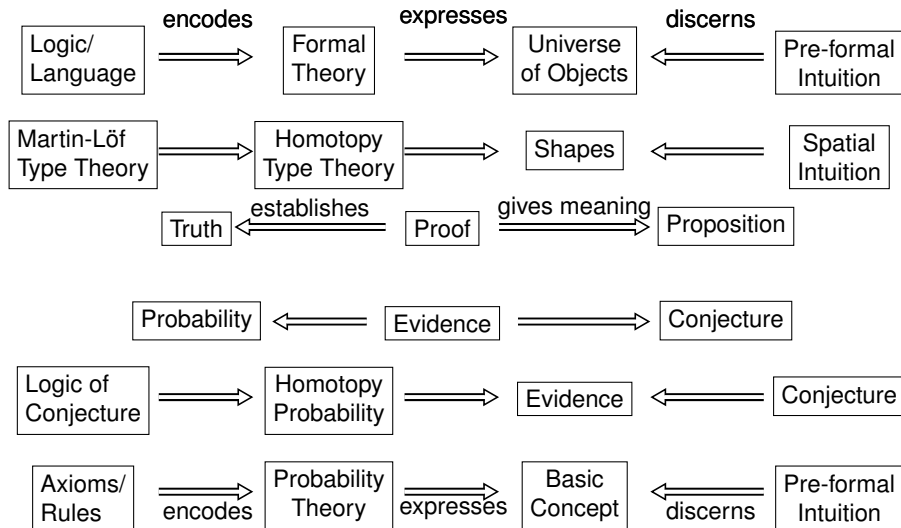 encodes expresses discerns
Logic/ Formal Universe Pre-formal
Language Theory of Objects Intuition
Martin-Löf Homotopy Shapes Spatial
Type Theory Type Theory Intuition
establishes gives meaning
Truth Proof Proposition
Probability Evidence Conjecture
Logic of Homotopy Evidence Conjecture
Conjecture Probability
Axioms/ Probability Basic Pre-formal
Rules Theory Concept Intuition
encodes expresses discerns